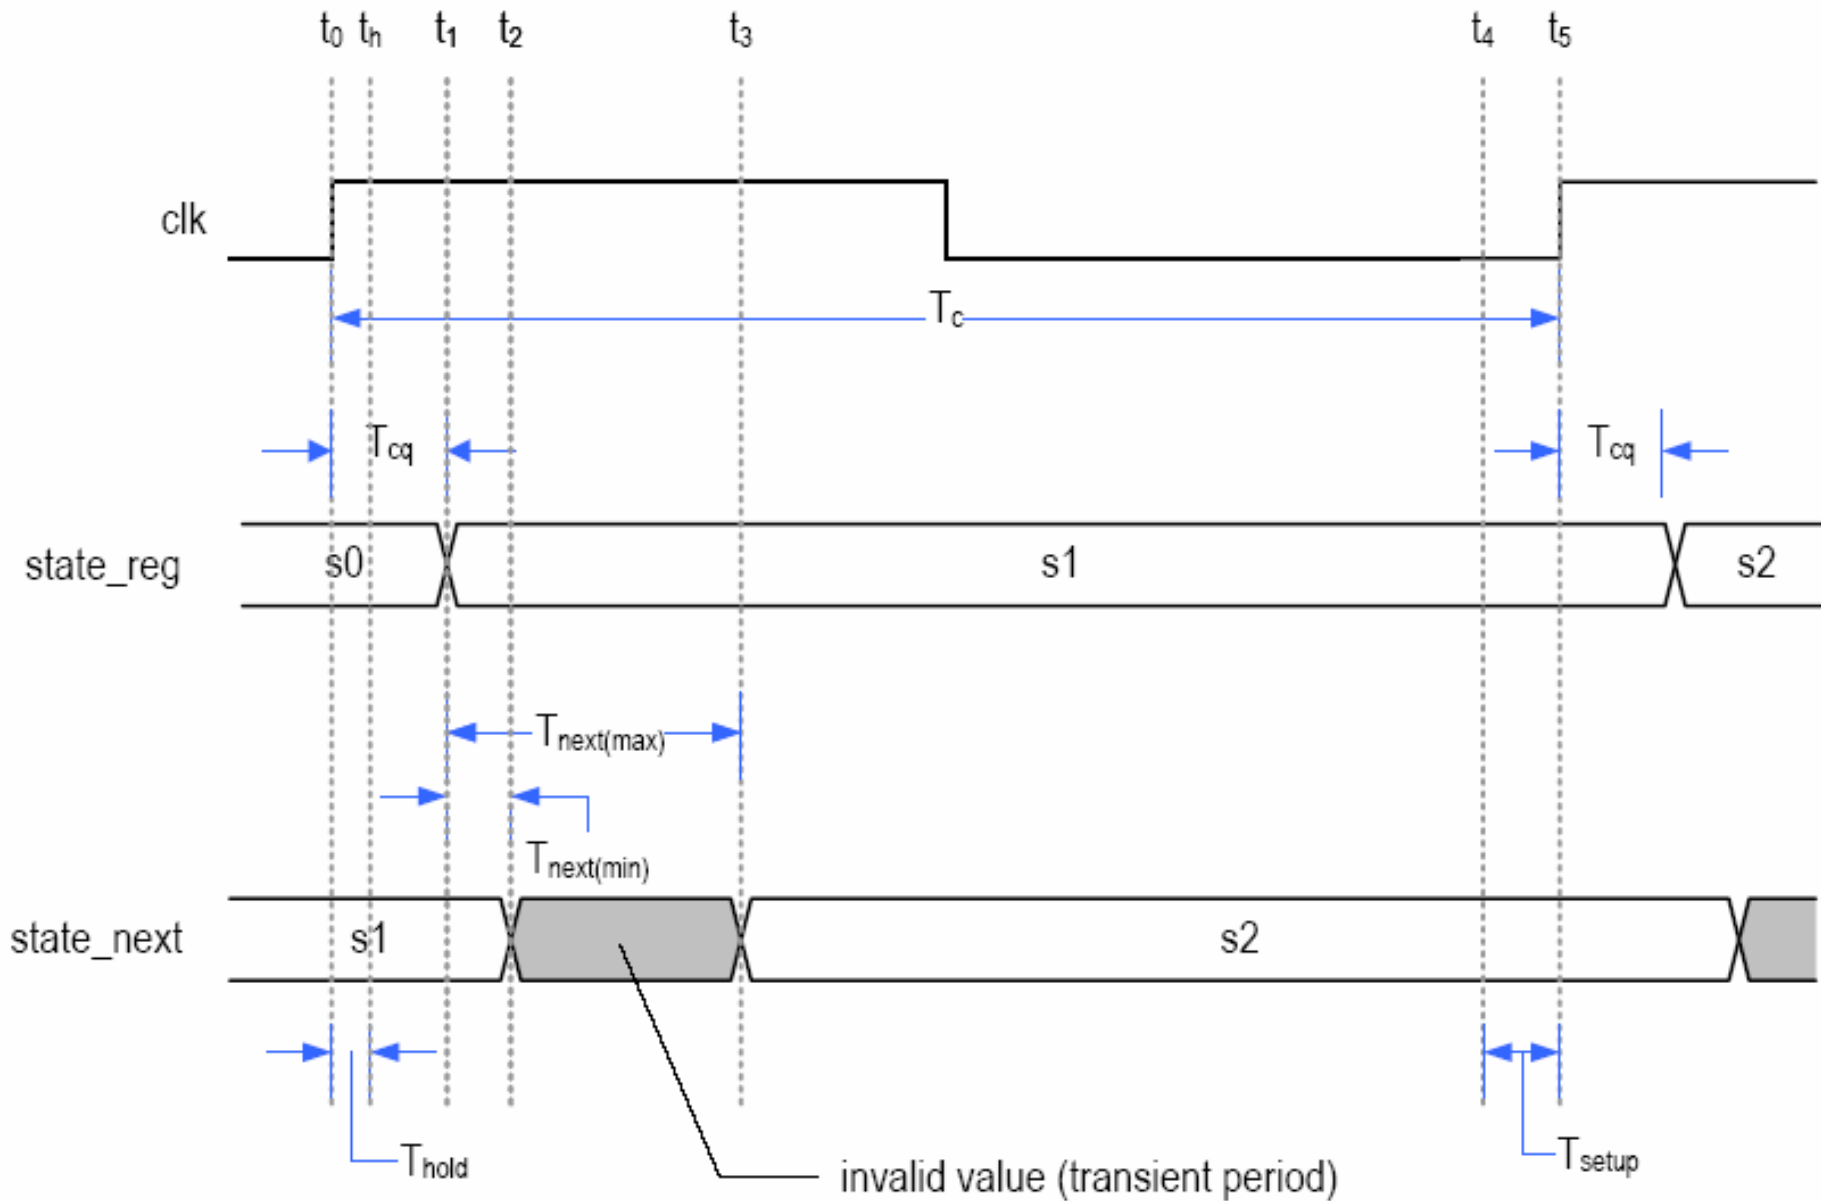 t0 th t1 t2 t3 t4 t5
clk
Tc
Tcq Tcq
state_reg s0 s1 s2
Tnext(max)
Tnext(min)
state_next s1 s2
Thold
Tsetup
invalid value (transient period)